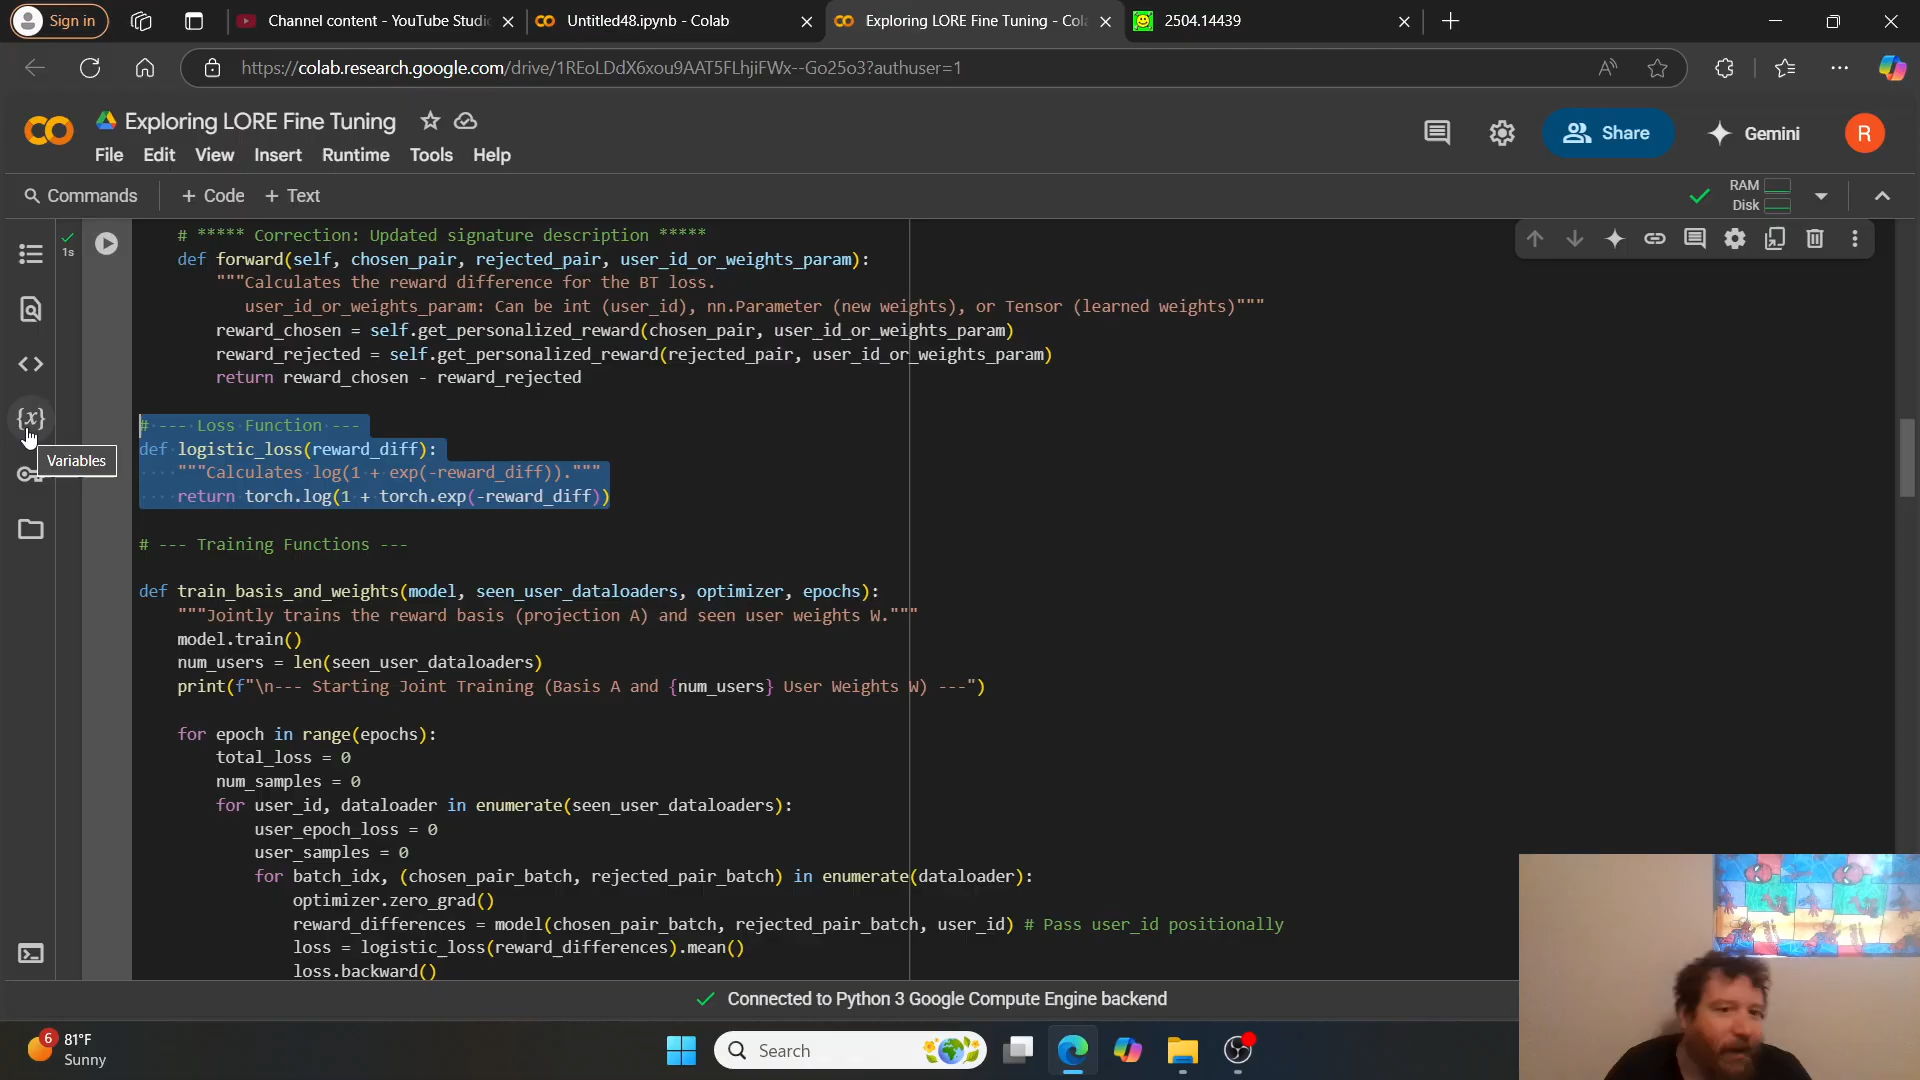 Sign in
Channel content - YouTube Studi
Untitled48.ipynb - Colab
Exploring LORE Fine Tuning - Col
2504.14439
https://colab.research.google.com/drive/1REoLDdX6xou9AAT5FLhjiFWx--Go25o3?authuser=1
Exploring LORE Fine Tuning
File Edit View Insert Runtime Tools Help
Share
Gemini
R
Commands
+ Code + Text
RAM
Disk
1s
# ***** Correction: Updated signature description *****
def forward(self, chosen_pair, rejected_pair, user_id_or_weights_param):
"""Calculates the reward difference for the BT loss.
user_id_or_weights_param: Can be int (user_id), nn.Parameter (new weights), or Tensor (learned weights)"""
reward_chosen = self.get_personalized_reward(chosen_pair, user_id_or_weights_param)
reward_rejected = self.get_personalized_reward(rejected_pair, user_id_or_weights_param)
return reward_chosen - reward_rejected
# --- Loss Function ---
def logistic_loss(reward_diff):
"""Calculates log(1 + exp(-reward_diff))."""
return torch.log(1 + torch.exp(-reward_diff))
{x}
Variables
# --- Training Functions ---
def train_basis_and_weights(model, seen_user_dataloaders, optimizer, epochs):
"""Jointly trains the reward basis (projection A) and seen user weights W."""
model.train()
num_users = len(seen_user_dataloaders)
print(f"\n--- Starting Joint Training (Basis A and {num_users} User Weights W) ---")
for epoch in range(epochs):
total_loss = 0
num_samples = 0
for user_id, dataloader in enumerate(seen_user_dataloaders):
user_epoch_loss = 0
user_samples = 0
for batch_idx, (chosen_pair_batch, rejected_pair_batch) in enumerate(dataloader):
optimizer.zero_grad()
reward_differences = model(chosen_pair_batch, rejected_pair_batch, user_id) # Pass user_id positionally
loss = logistic_loss(reward_differences).mean()
loss.backward()
Connected to Python 3 Google Compute Engine backend
6
81°F
Sunny
Search